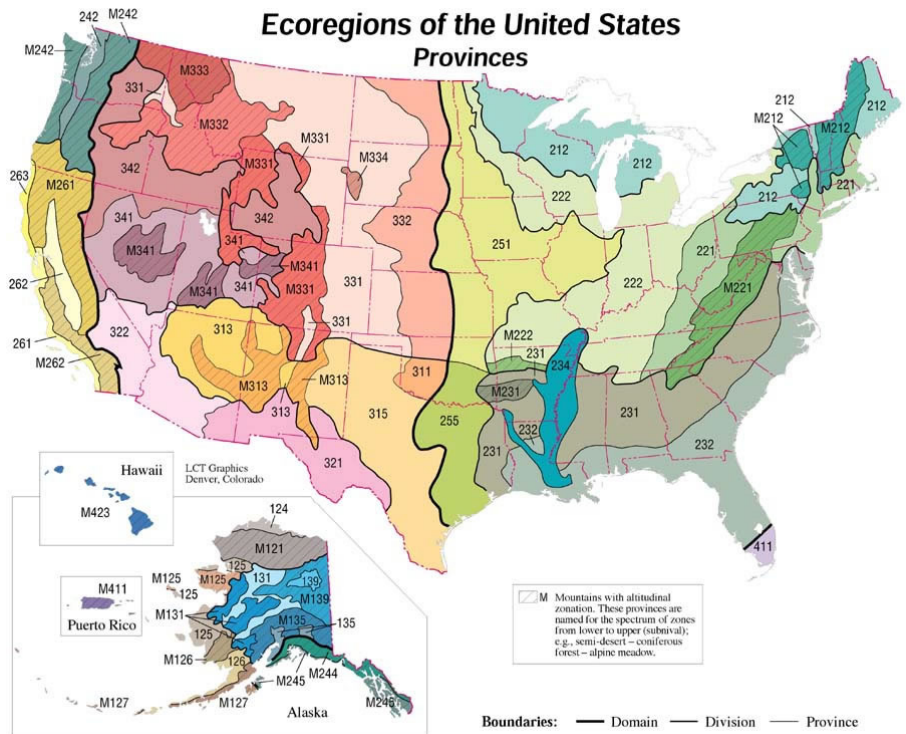 Ecoregions of the United States
Provinces
242
M242
M242
M333
331
M332
342
M331
M331
M334
332
263
M261
341
M341
342
341
M341
341
M341
M331
331
331
262
261
M262
322
313
M313
M313
313
311
315
321
212
212
222
251
222
221
M221
212
M212
212
M212
212
221
M222
231
234
M231
255
231
232
231
232
411
Hawaii
M423
LCT Graphics
Denver, Colorado
M411
Puerto Rico
124
M121
125
M125
M125
125
131
139
M139
M131
M135
135
125
M126
126
M127
M127
M245
M244
M245
Alaska
M Mountains with altitudinal
zonation. These provinces are
named for the spectrum of zones
from lower to upper (subnival);
e.g., semi-desert – coniferous
forest – alpine meadow.
Boundaries: Domain Division Province